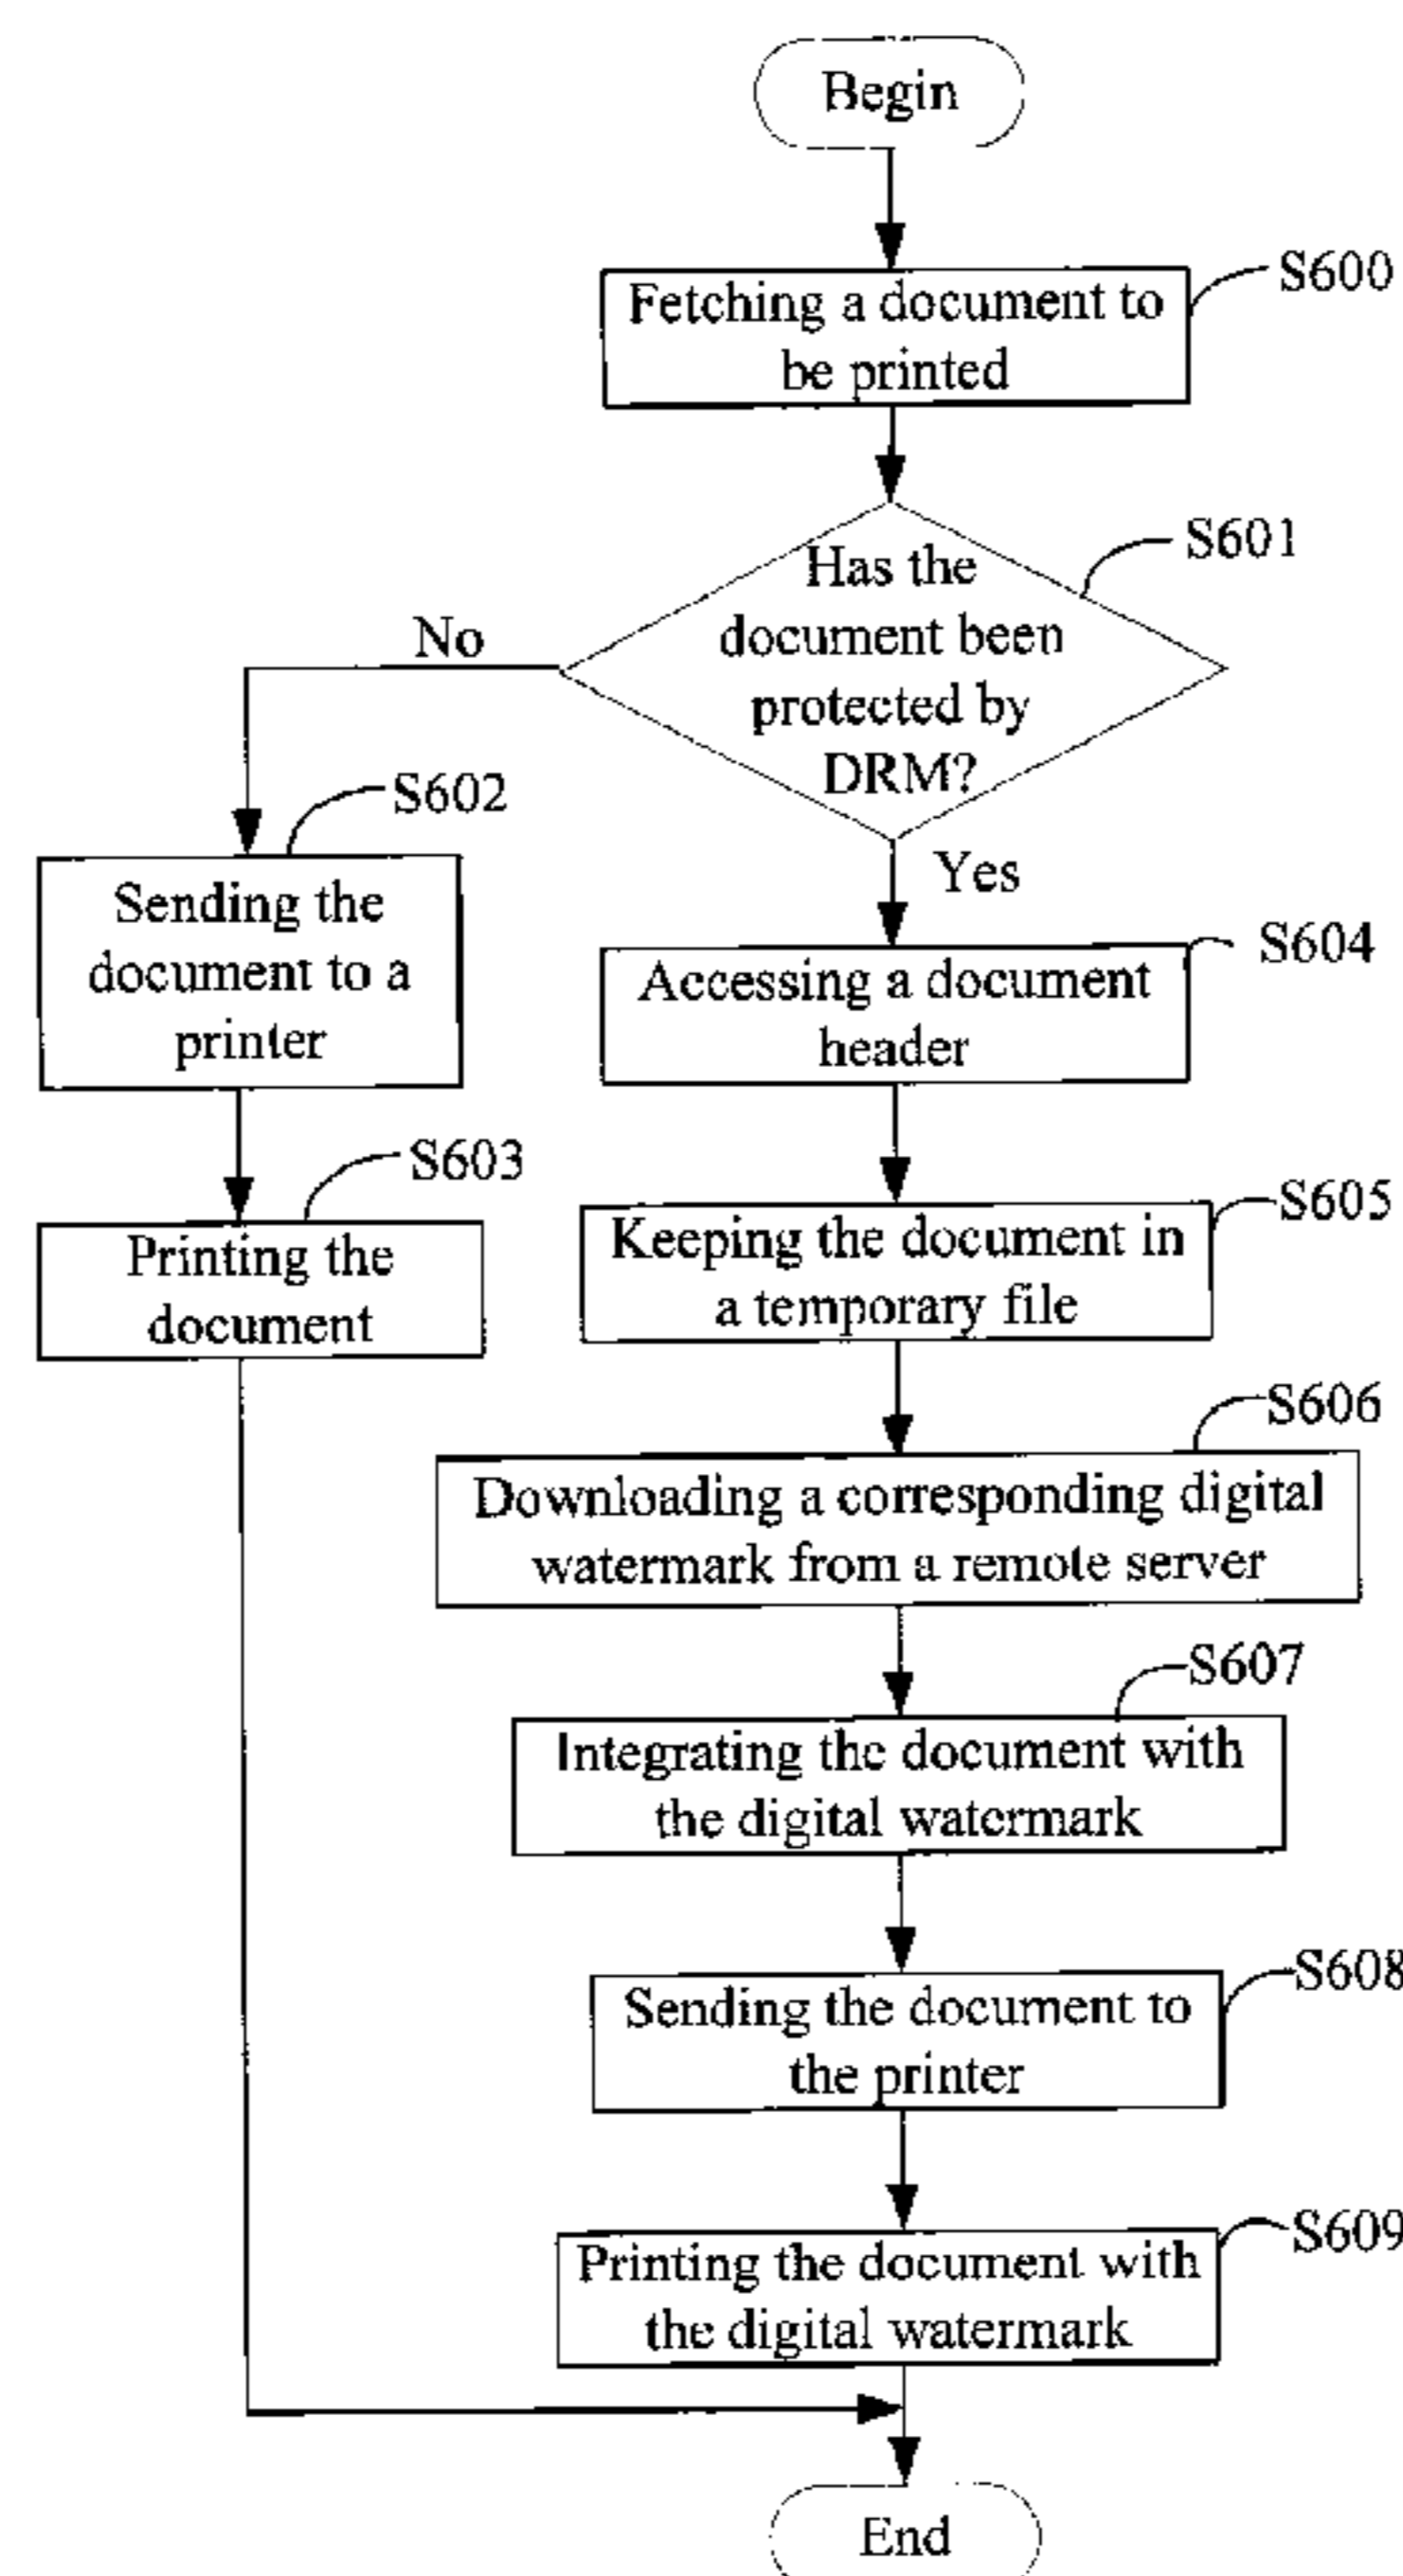 Begin
S600
Fetching a document to
be printed
S601
Has the
document been
protected by
DRM?
No
Yes
S602
Sending the
document to a
printer
S603
Printing the
document
S604
Accessing a document
header
S605
Keeping the document in
a temporary file
S606
Downloading a corresponding digital
watermark from a remote server
S607
Integrating the document with
the digital watermark
S608
Sending the document to
the printer
S609
Printing the document with
the digital watermark
End